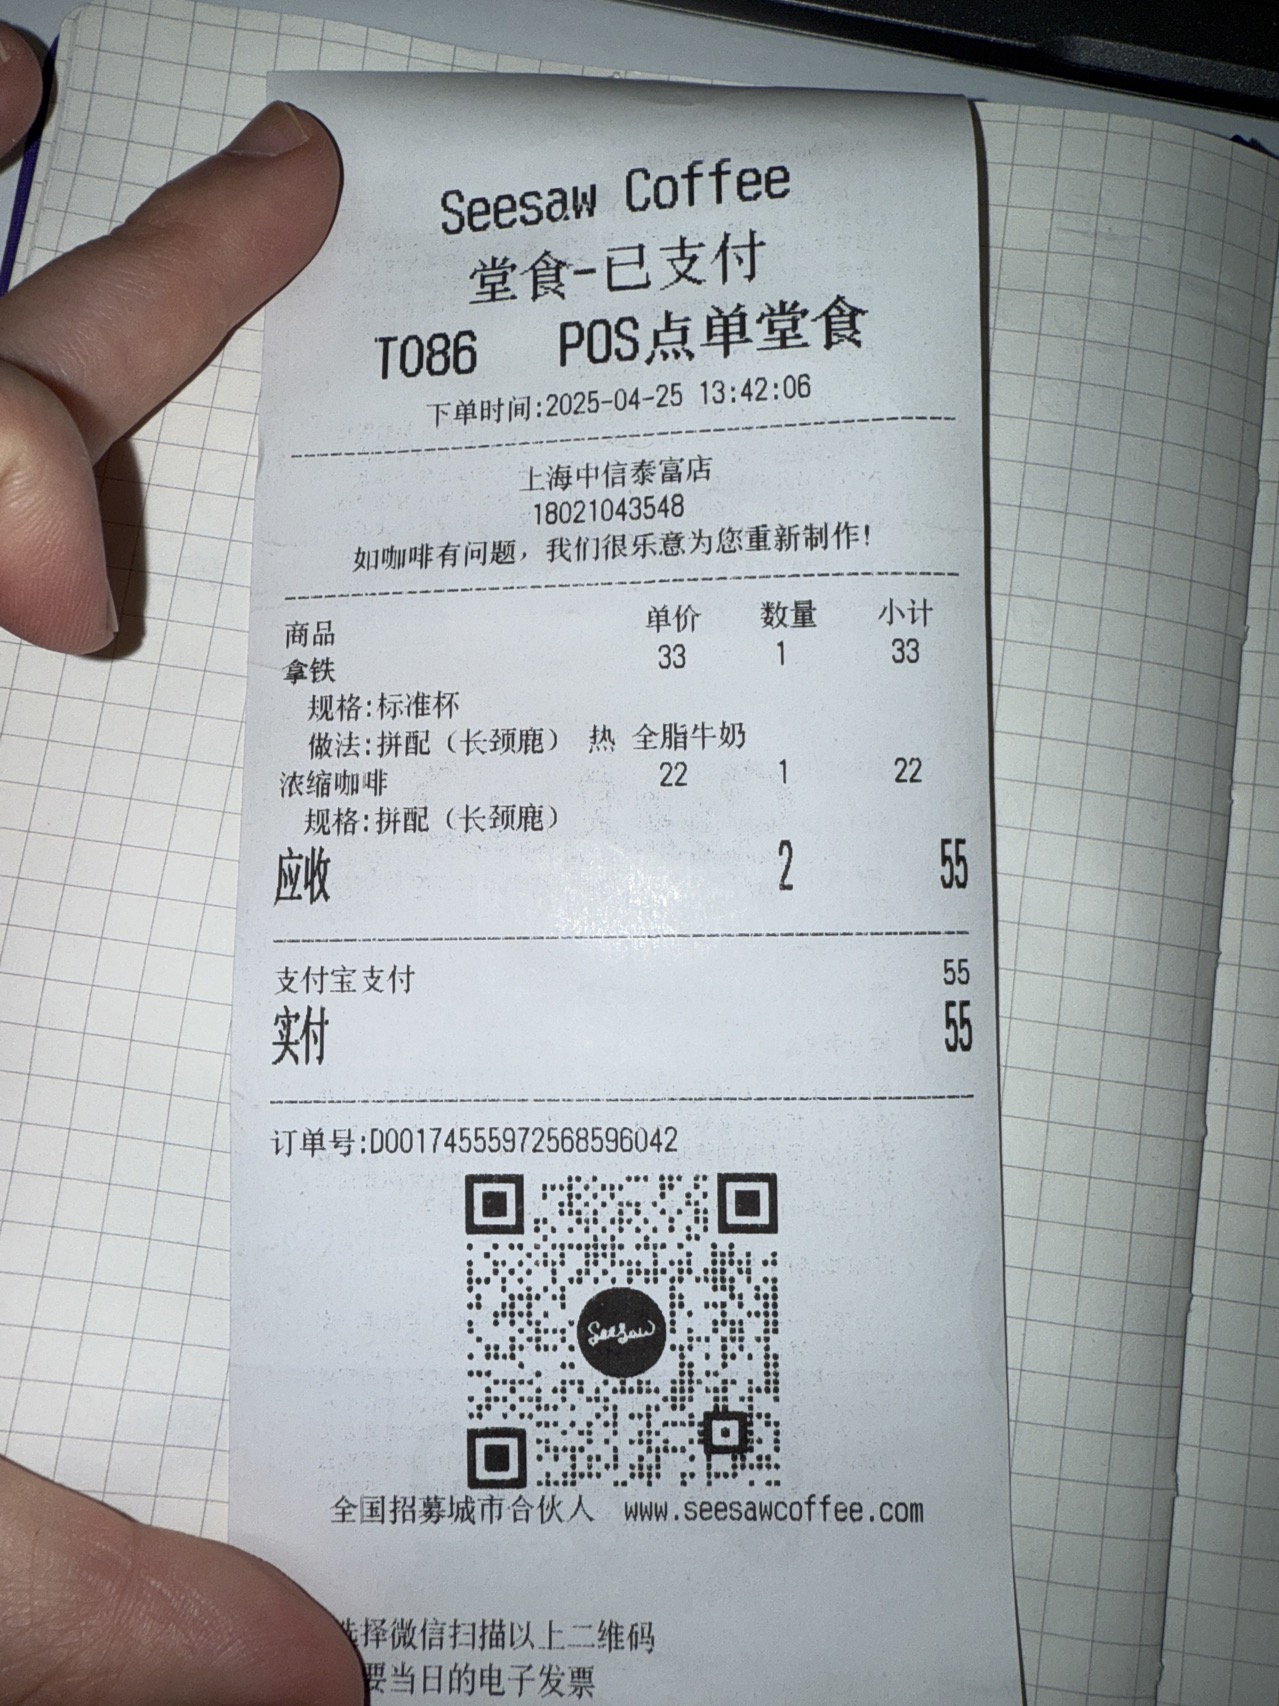 Seesaw Coffee
堂食-已支付
T086 POS点单堂食
下单时间:2025-04-25 13:42:06
上海中信泰富店
18021043548
如咖啡有问题，我们很乐意为您重新制作!
商品 单价 数量 小计
拿铁 33 1 33
规格:标准杯
做法:拼配（长颈鹿） 热 全脂牛奶
浓缩咖啡 22 1 22
规格:拼配（长颈鹿）
应收 2 55
支付宝支付 55
实付 55
订单号:D001745559725685960​42
Seesaw
全国招募城市合伙人 www.seesawcoffee.com
选择微信扫描以上二维码
要当日的电子发票